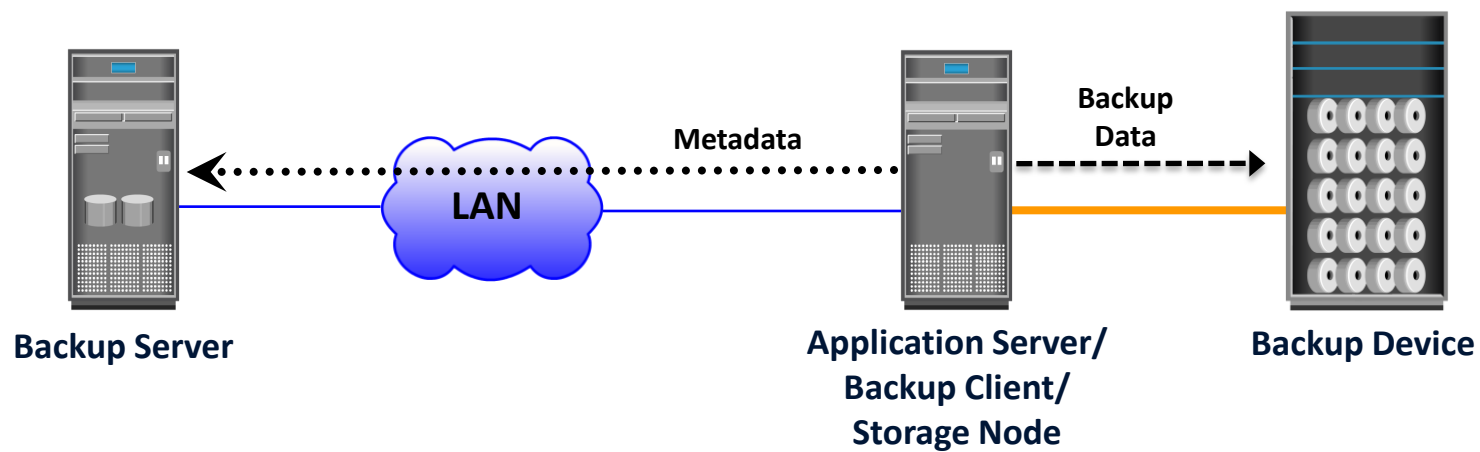 Backup
Data
Metadata
LAN
Backup Server
Application Server/
Backup Client/
Storage Node
Backup Device